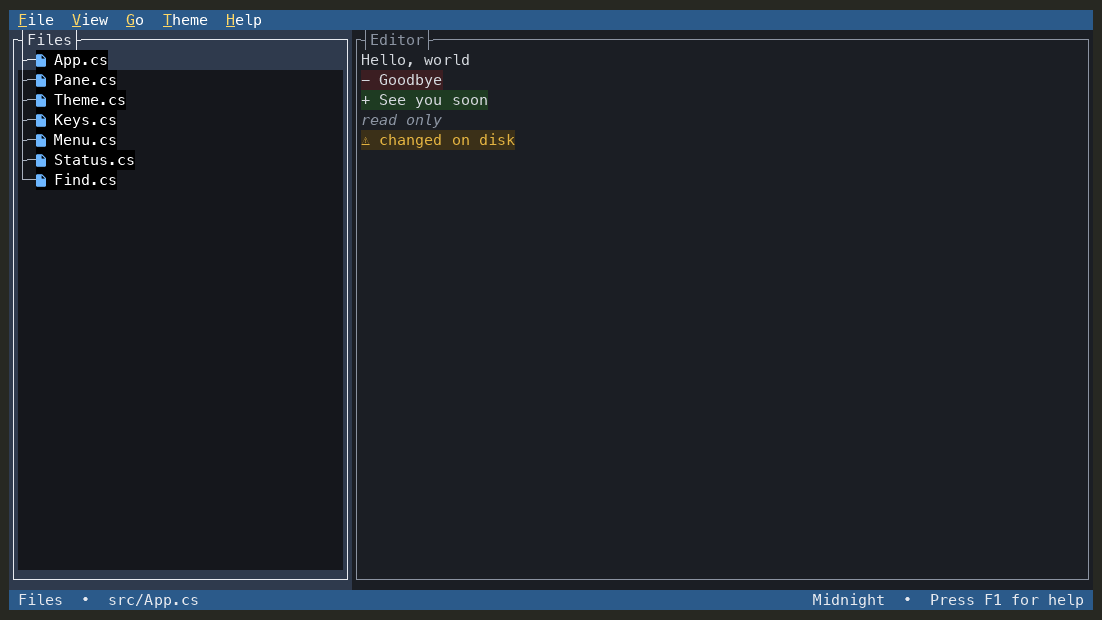 File View Go Theme Help
Files
App.cs
Pane.cs
Theme.cs
Keys.cs
Menu.cs
Status.cs
Find.cs
Editor
Hello, world
− Goodbye
+ See you soon
read only
⚠ changed on disk
Files • src/App.cs
Midnight • Press F1 for help